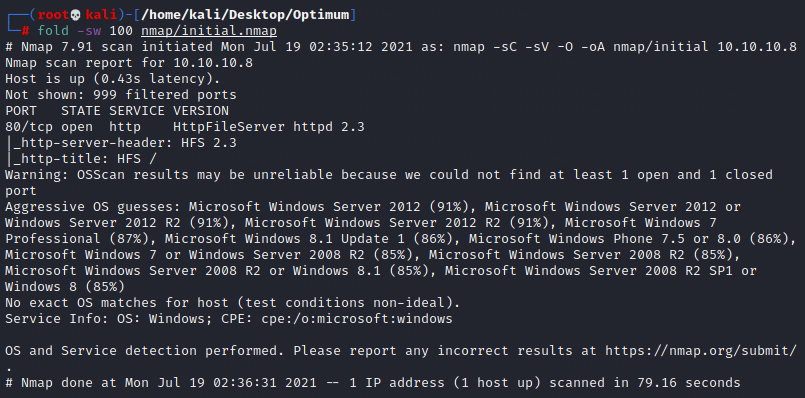 ┌──(root💀kali)-[/home/kali/Desktop/Optimum]
└─# fold -sw 100 nmap/initial.nmap
# Nmap 7.91 scan initiated Mon Jul 19 02:35:12 2021 as: nmap -sC -sV -O -oA nmap/initial 10.10.10.8
Nmap scan report for 10.10.10.8
Host is up (0.43s latency).
Not shown: 999 filtered ports
PORT   STATE SERVICE VERSION
80/tcp open  http    HttpFileServer httpd 2.3
|_http-server-header: HFS 2.3
|_http-title: HFS /
Warning: OSScan results may be unreliable because we could not find at least 1 open and 1 closed
port
Aggressive OS guesses: Microsoft Windows Server 2012 (91%), Microsoft Windows Server 2012 or
Windows Server 2012 R2 (91%), Microsoft Windows Server 2012 R2 (91%), Microsoft Windows 7
Professional (87%), Microsoft Windows 8.1 Update 1 (86%), Microsoft Windows Phone 7.5 or 8.0 (86%),
Microsoft Windows 7 or Windows Server 2008 R2 (85%), Microsoft Windows Server 2008 R2 (85%),
Microsoft Windows Server 2008 R2 or Windows 8.1 (85%), Microsoft Windows Server 2008 R2 SP1 or
Windows 8 (85%)
No exact OS matches for host (test conditions non-ideal).
Service Info: OS: Windows; CPE: cpe:/o:microsoft:windows

OS and Service detection performed. Please report any incorrect results at https://nmap.org/submit/
.
# Nmap done at Mon Jul 19 02:36:31 2021 -- 1 IP address (1 host up) scanned in 79.16 seconds